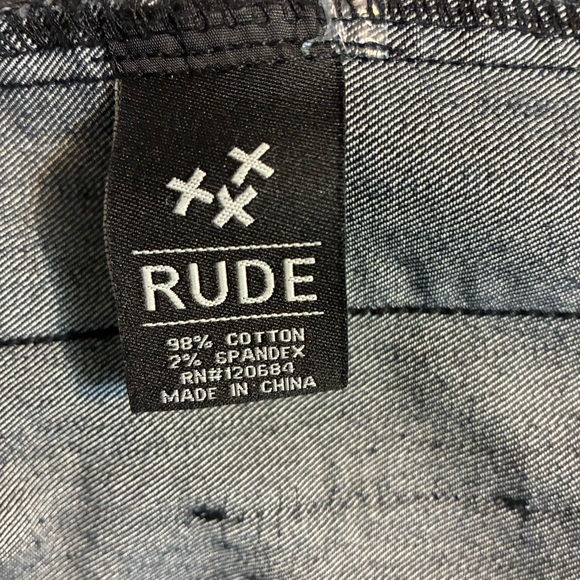 RUDE
98% COTTON
2% SPANDEX
RN#120684
MADE IN CHINA